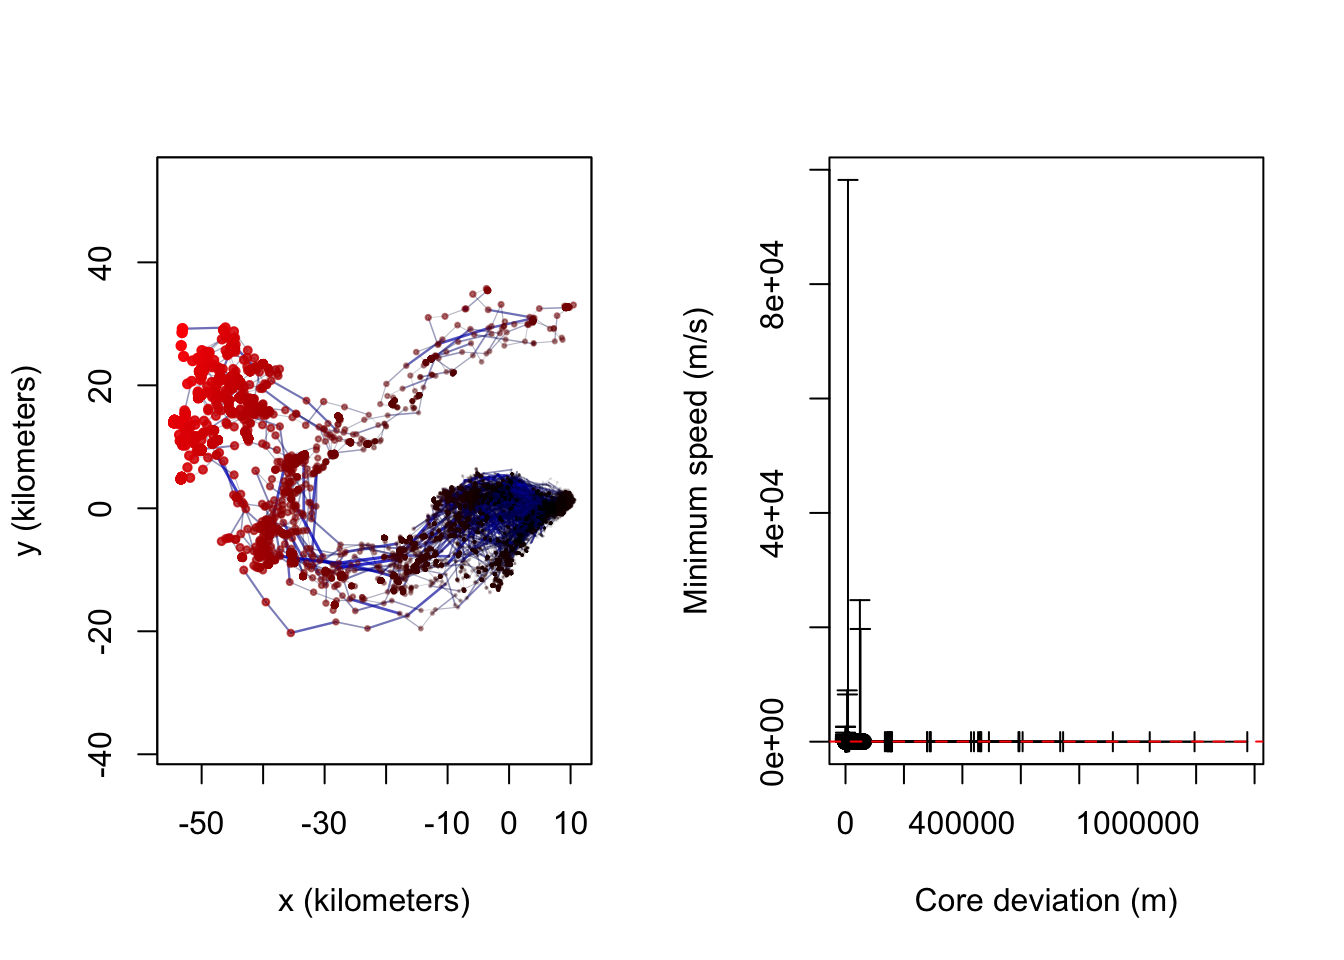 40
20
0
-20
-40
y (kilometers)
-50
-30
-10
0
10
x (kilometers)
8e+04
4e+04
0e+00
Minimum speed (m/s)
0
400000
1000000
Core deviation (m)